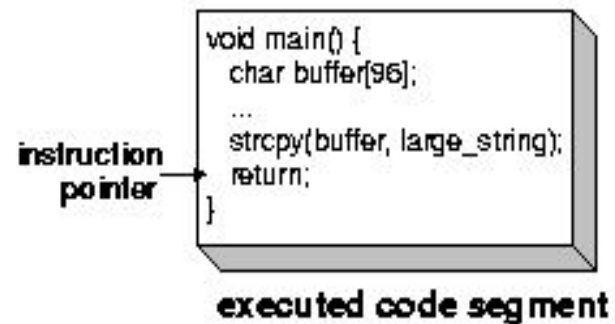 void main() {
char buffer[96];
...
strcpy(buffer, large_string);
instruction
pointer
return;
}
executed code segment